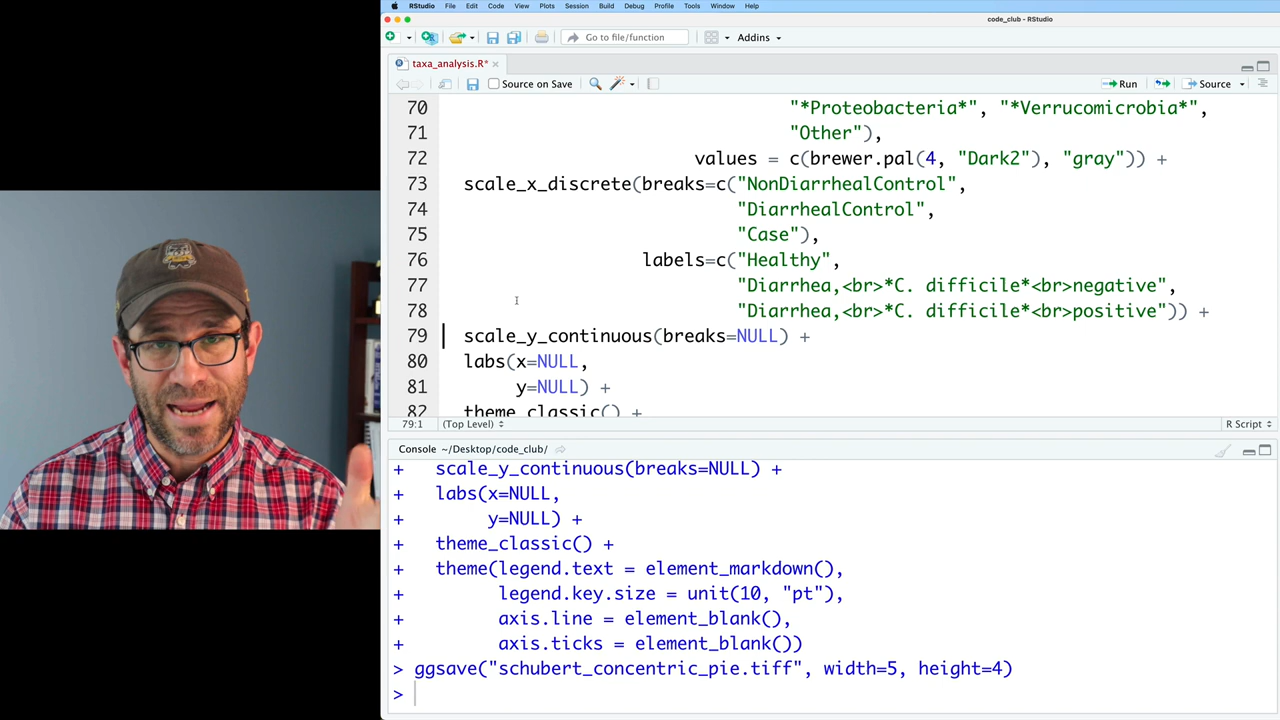 RStudio File Edit Code View Plots Session Build Debug Profile Tools Window Help
code_club - RStudio
Go to file/function Addins
taxa_analysis.R*
Source on Save Run Source
70 "*Proteobacteria*", "*Verrucomicrobia*",
71 "Other"),
72 values = c(brewer.pal(4, "Dark2"), "gray")) +
73 scale_x_discrete(breaks=c("NonDiarrhealControl",
74 "DiarrhealControl",
75 "Case"),
76 labels=c("Healthy",
77 "Diarrhea,<br>*C. difficile*<br>negative",
78 "Diarrhea,<br>*C. difficile*<br>positive")) +
79 scale_y_continuous(breaks=NULL) +
80 labs(x=NULL,
81 y=NULL) +
82 theme_classic() +
79:1 (Top Level) R Script
Console ~/Desktop/code_club/
+ scale_y_continuous(breaks=NULL) +
+ labs(x=NULL,
+ y=NULL) +
+ theme_classic() +
+ theme(legend.text = element_markdown(),
+ legend.key.size = unit(10, "pt"),
+ axis.line = element_blank(),
+ axis.ticks = element_blank())
> ggsave("schubert_concentric_pie.tiff", width=5, height=4)
>